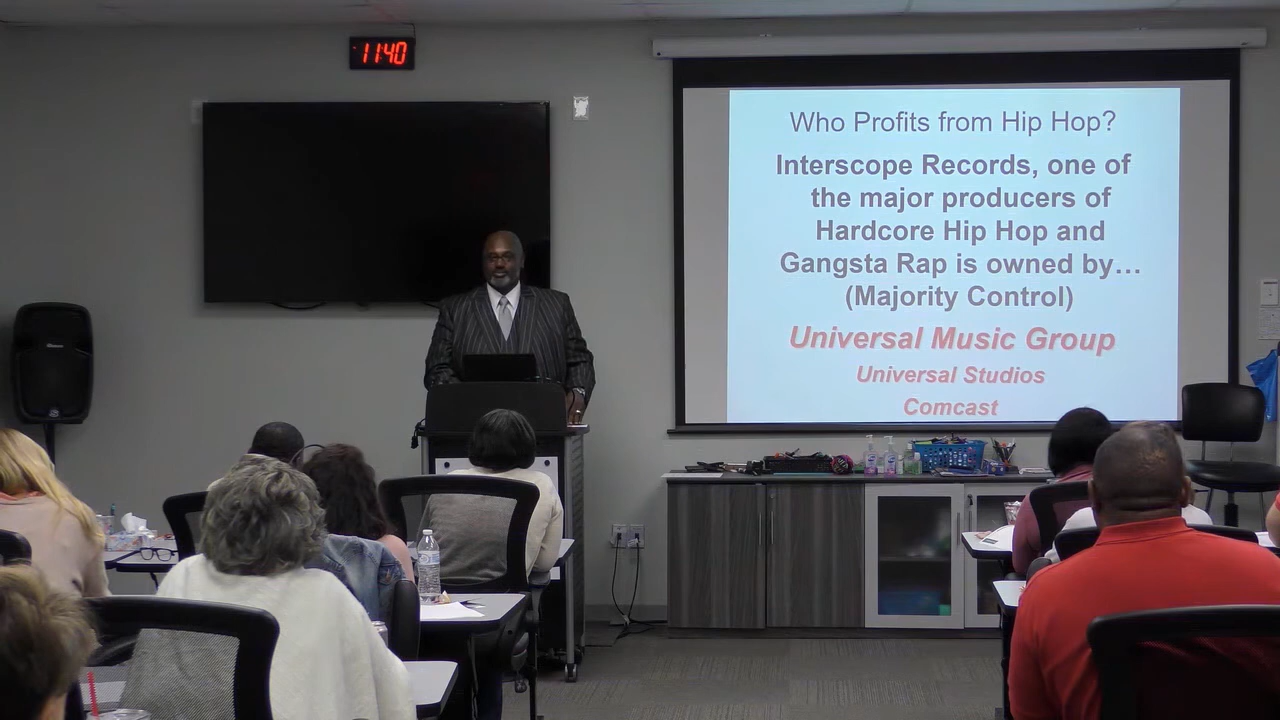 11:40
Who Profits from Hip Hop?
Interscope Records, one of
the major producers of
Hardcore Hip Hop and
Gangsta Rap is owned by…
(Majority Control)
Universal Music Group
Universal Studios
Comcast